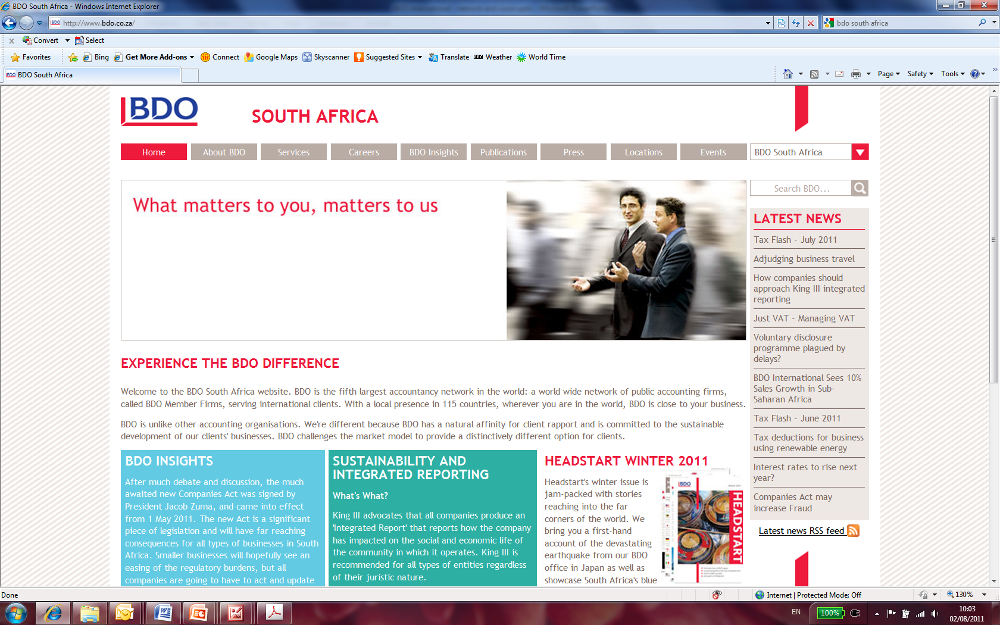 BDO South Africa - Windows Internet Explorer
http://www.bdo.co.za/
bdo south africa
x Convert Select
Favorites Bing Get More Add-ons Connect Google Maps Skyscanner Suggested Sites Translate BBC Weather World Time
BDO South Africa
Page Safety Tools
BDO
SOUTH AFRICA
Home About BDO Services Careers BDO Insights Publications Press Locations Events BDO South Africa
Search BDO...
What matters to you, matters to us
LATEST NEWS
Tax Flash - July 2011
Adjudging business travel
How companies should
approach King III integrated
reporting
Just VAT - Managing VAT
Voluntary disclosure
programme plagued by
delays?
BDO International Sees 10%
Sales Growth in Sub-
Saharan Africa
Tax Flash - June 2011
Tax deductions for business
using renewable energy
Interest rates to rise next
year?
Companies Act may
increase Fraud
Latest news RSS feed
EXPERIENCE THE BDO DIFFERENCE
Welcome to the BDO South Africa website. BDO is the fifth largest accountancy network in the world: a world wide network of public accounting firms,
called BDO Member Firms, serving international clients. With a local presence in 115 countries, wherever you are in the world, BDO is close to your business.
BDO is unlike other accounting organisations. We're different because BDO has a natural affinity for client rapport and is committed to the sustainable
development of our clients' businesses. BDO challenges the market model to provide a distinctively different option for clients.
BDO INSIGHTS
After much debate and discussion, the much
awaited new Companies Act was signed by
President Jacob Zuma, and came into effect
from 1 May 2011. The new Act is a significant
piece of legislation and will have far reaching
consequences for all types of businesses in South
Africa. Smaller businesses will hopefully see an
easing of the regulatory burdens, but all
companies are going to have to act and update
SUSTAINABILITY AND
INTEGRATED REPORTING
What's What?
King III advocates that all companies produce an
'Integrated Report' that reports how the company
has impacted on the social and economic life of
the community in which it operates. King III is
recommended for all types of entities regardless
of their juristic nature.
HEADSTART WINTER 2011
Headstart's winter issue is
jam-packed with stories
reaching into the far
corners of the world. We
bring you a first-hand
account of the devastating
earthquake from our BDO
office in Japan as well as
showcase South Africa's blue
BDO
HEADSTART
Done
Internet | Protected Mode: Off
130%
EN
100%
10:03
02/08/2011